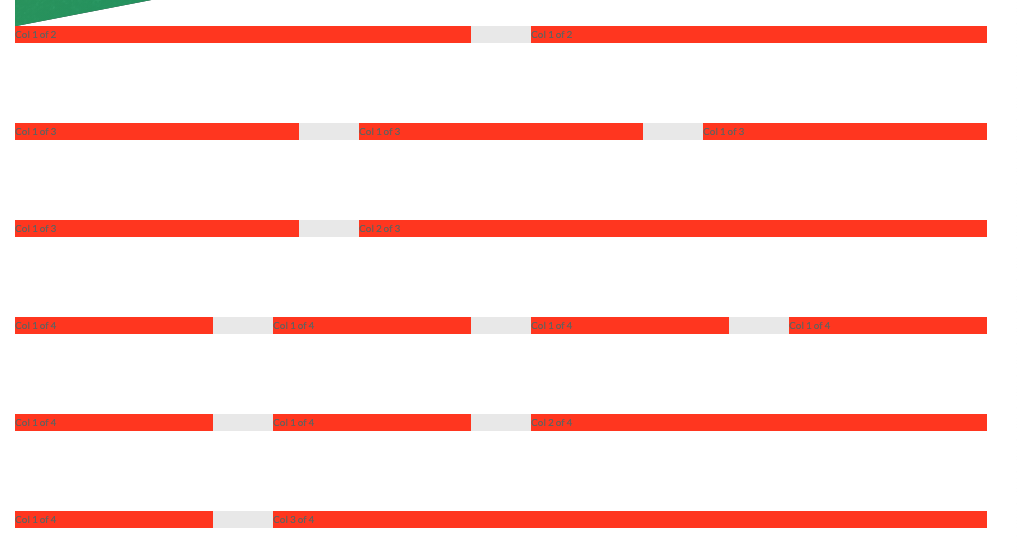 Col 1 of 2 Col 1 of 2
Col 1 of 3 Col 1 of 3 Col 1 of 3
Col 1 of 3 Col 2 of 3
Col 1 of 4 Col 1 of 4 Col 1 of 4 Col 1 of 4
Col 1 of 4 Col 1 of 4 Col 2 of 4
Col 1 of 4 Col 3 of 4